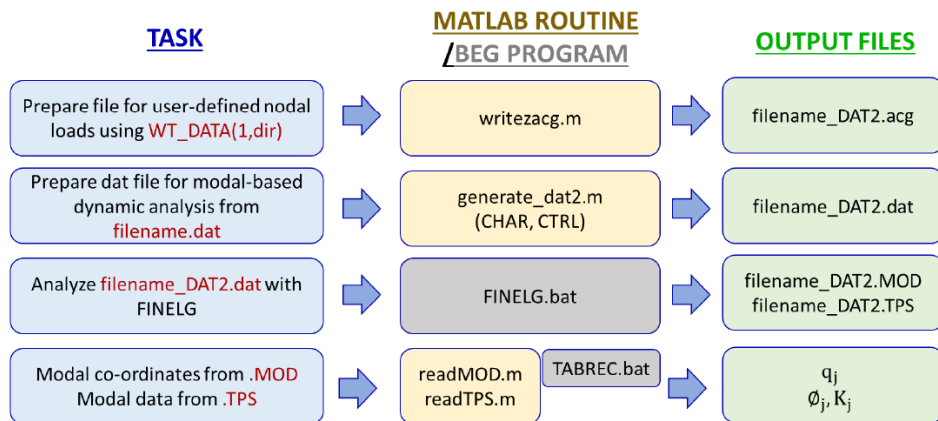 TASK
MATLAB ROUTINE
/BEG PROGRAM
OUTPUT FILES
Prepare file for user-defined nodal
loads using WT_DATA(1,dir)
writezacg.m
filename_DAT2.acg
Prepare dat file for modal-based
dynamic analysis from
filename.dat
generate_dat2.m
(CHAR, CTRL)
filename_DAT2.dat
Analyze filename_DAT2.dat with
FINELG
FINELG.bat
filename_DAT2.MOD
filename_DAT2.TPS
Modal co-ordinates from .MOD
Modal data from .TPS
readMOD.m
readTPS.m
TABREC.bat
qj
∅j, Kj